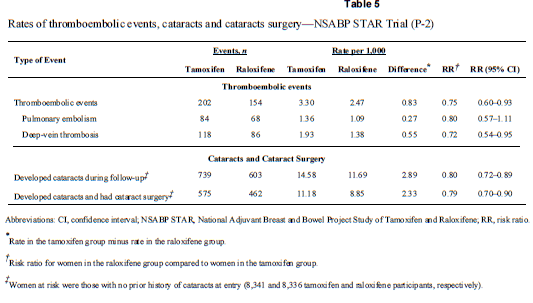 Table 5
Rates of thromboembolic events, cataracts and cataracts surgery—NSABP STAR Trial (P-2)
Events, n Rate per 1,000
Type of Event Tamoxifen Raloxifene Tamoxifen Raloxifene Difference* RR† RR (95% CI)
Thromboembolic events
Thromboembolic events 202 154 3.30 2.47 0.83 0.75 0.60–0.93
Pulmonary embolism 84 68 1.36 1.09 0.27 0.80 0.57–1.11
Deep-vein thrombosis 118 86 1.93 1.38 0.55 0.72 0.54–0.95
Cataracts and Cataract Surgery
Developed cataracts during follow-up‡ 739 603 14.58 11.69 2.89 0.80 0.72–0.89
Developed cataracts and had cataract surgery‡ 575 462 11.18 8.85 2.33 0.79 0.70–0.90
Abbreviations: CI, confidence interval; NSABP STAR, National Adjuvant Breast and Bowel Project Study of Tamoxifen and Raloxifene; RR, risk ratio.
*Rate in the tamoxifen group minus rate in the raloxifene group.
†Risk ratio for women in the raloxifene group compared to women in the tamoxifen group.
‡Women at risk were those with no prior history of cataracts at entry (8,341 and 8,336 tamoxifen and raloxifene participants, respectively).